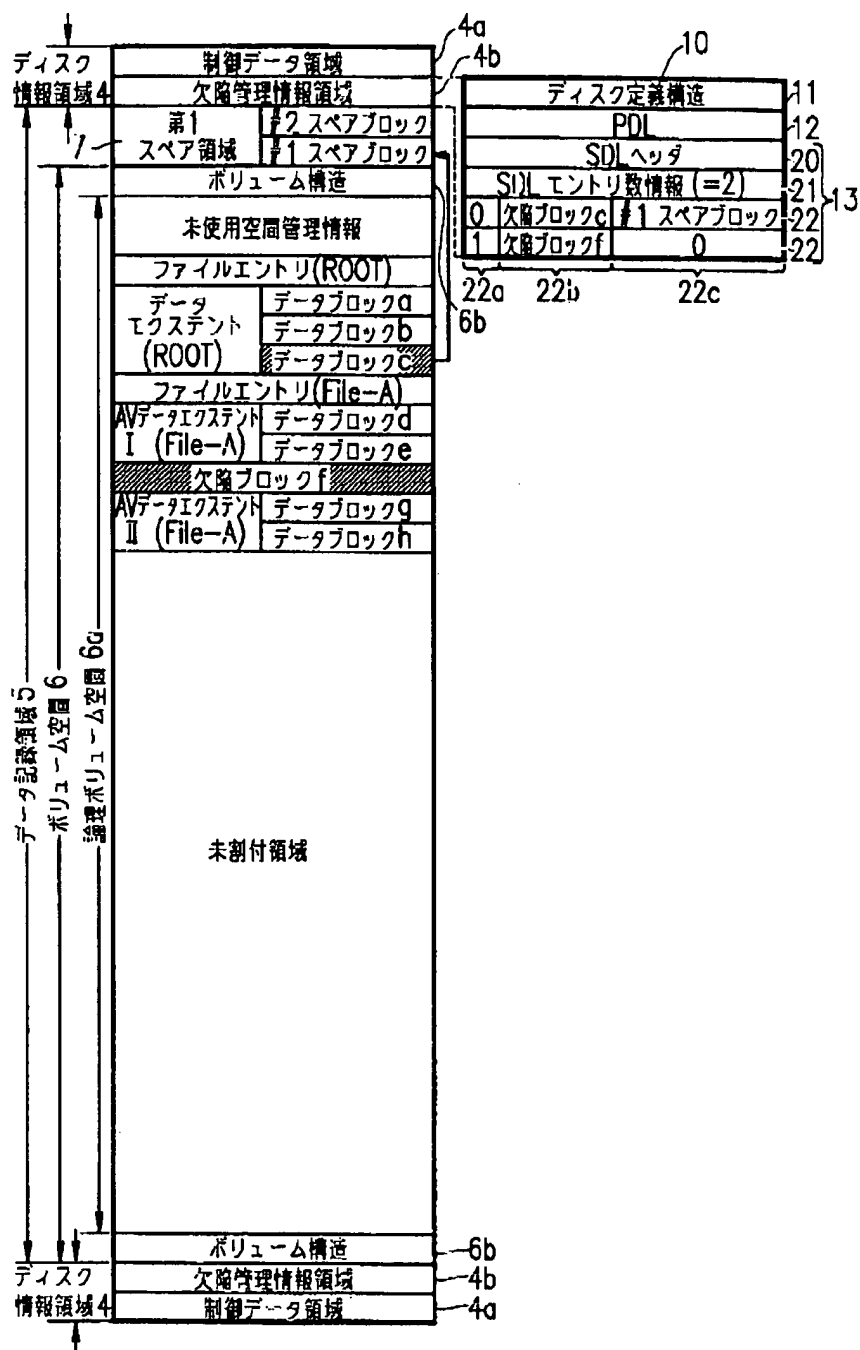 ディスク
情報領域4
制御データ領域
4a
欠陥管理情報領域
4b
7
第1
スペア領域
#2 スペアブロック
#1 スペアブロック
ボリューム構造
6b
未使用空間管理情報
ファイルエントリ(ROOT)
データ
エクステント
(ROOT)
データブロックa
データブロックb
データブロックc
ファイルエントリ(File-A)
AVデータエクステント
I (File-A)
データブロックd
データブロックe
欠陥ブロックf
AVデータエクステント
II (File-A)
データブロックg
データブロックh
データ記録領域5
ボリューム空間6
論理ボリューム空間6a
未割付領域
ボリューム構造
6b
ディスク
情報領域4
欠陥管理情報領域
4b
制御データ領域
4a
10
ディスク定義構造
11
PDL
12
SDLヘッダ
20
SDLエントリ数情報(=2)
21
0 欠陥ブロックc #1 スペアブロック
22
1 欠陥ブロックf 0
22
13
22a 22b 22c